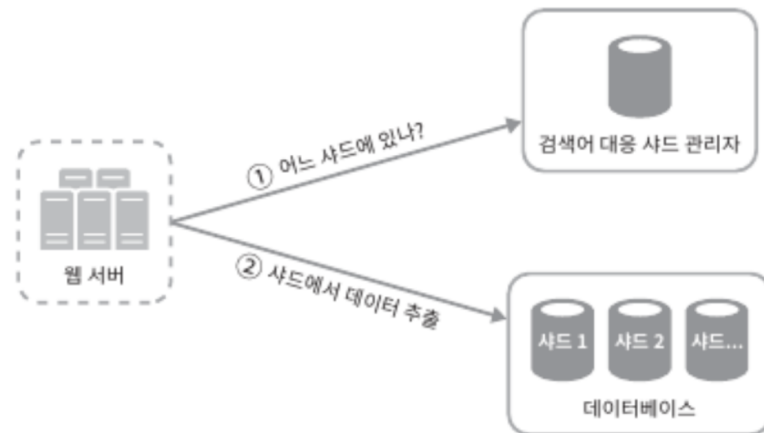 검색어 대응 샤드 관리자
① 어느 샤드에 있나?
웹 서버
② 샤드에서 데이터 추출
샤드 1
샤드 2
샤드...
데이터베이스